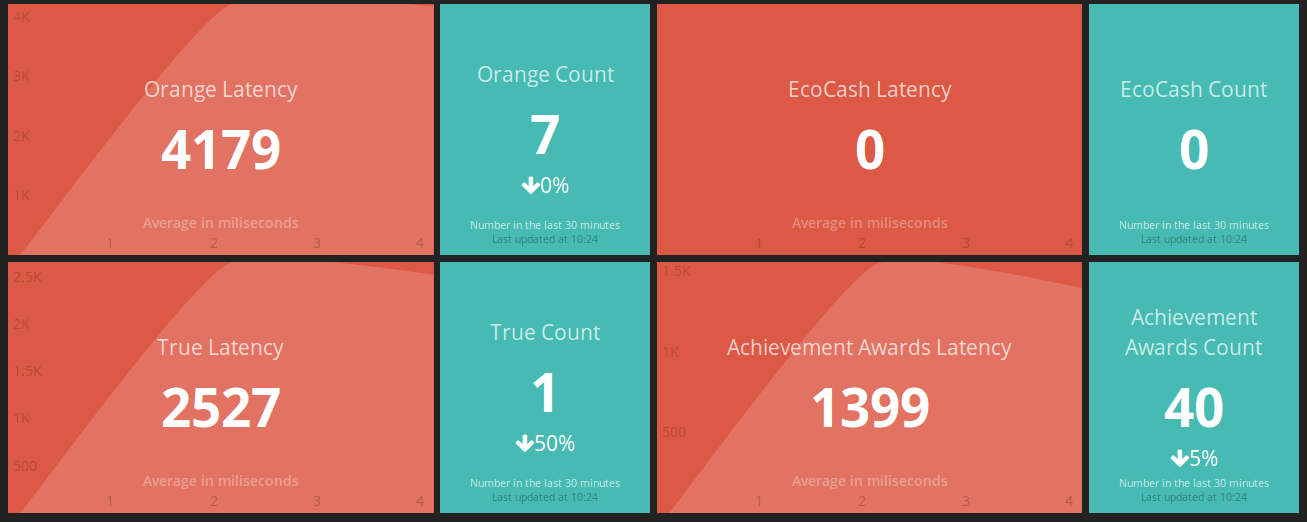 4K
3K
2K
1K
Orange Latency
4179
Average in miliseconds
1 2 3 4
Orange Count
7
0%
Number in the last 30 minutes
Last updated at 10:24
EcoCash Latency
0
Average in miliseconds
1 2 3 4
EcoCash Count
0
Number in the last 30 minutes
Last updated at 10:24
2.5K
2K
1.5K
1K
500
True Latency
2527
Average in miliseconds
1 2 3 4
True Count
1
50%
Number in the last 30 minutes
Last updated at 10:24
1.5K
1K
500
Achievement Awards Latency
1399
Average in miliseconds
1 2 3 4
Achievement
Awards Count
40
5%
Number in the last 30 minutes
Last updated at 10:24